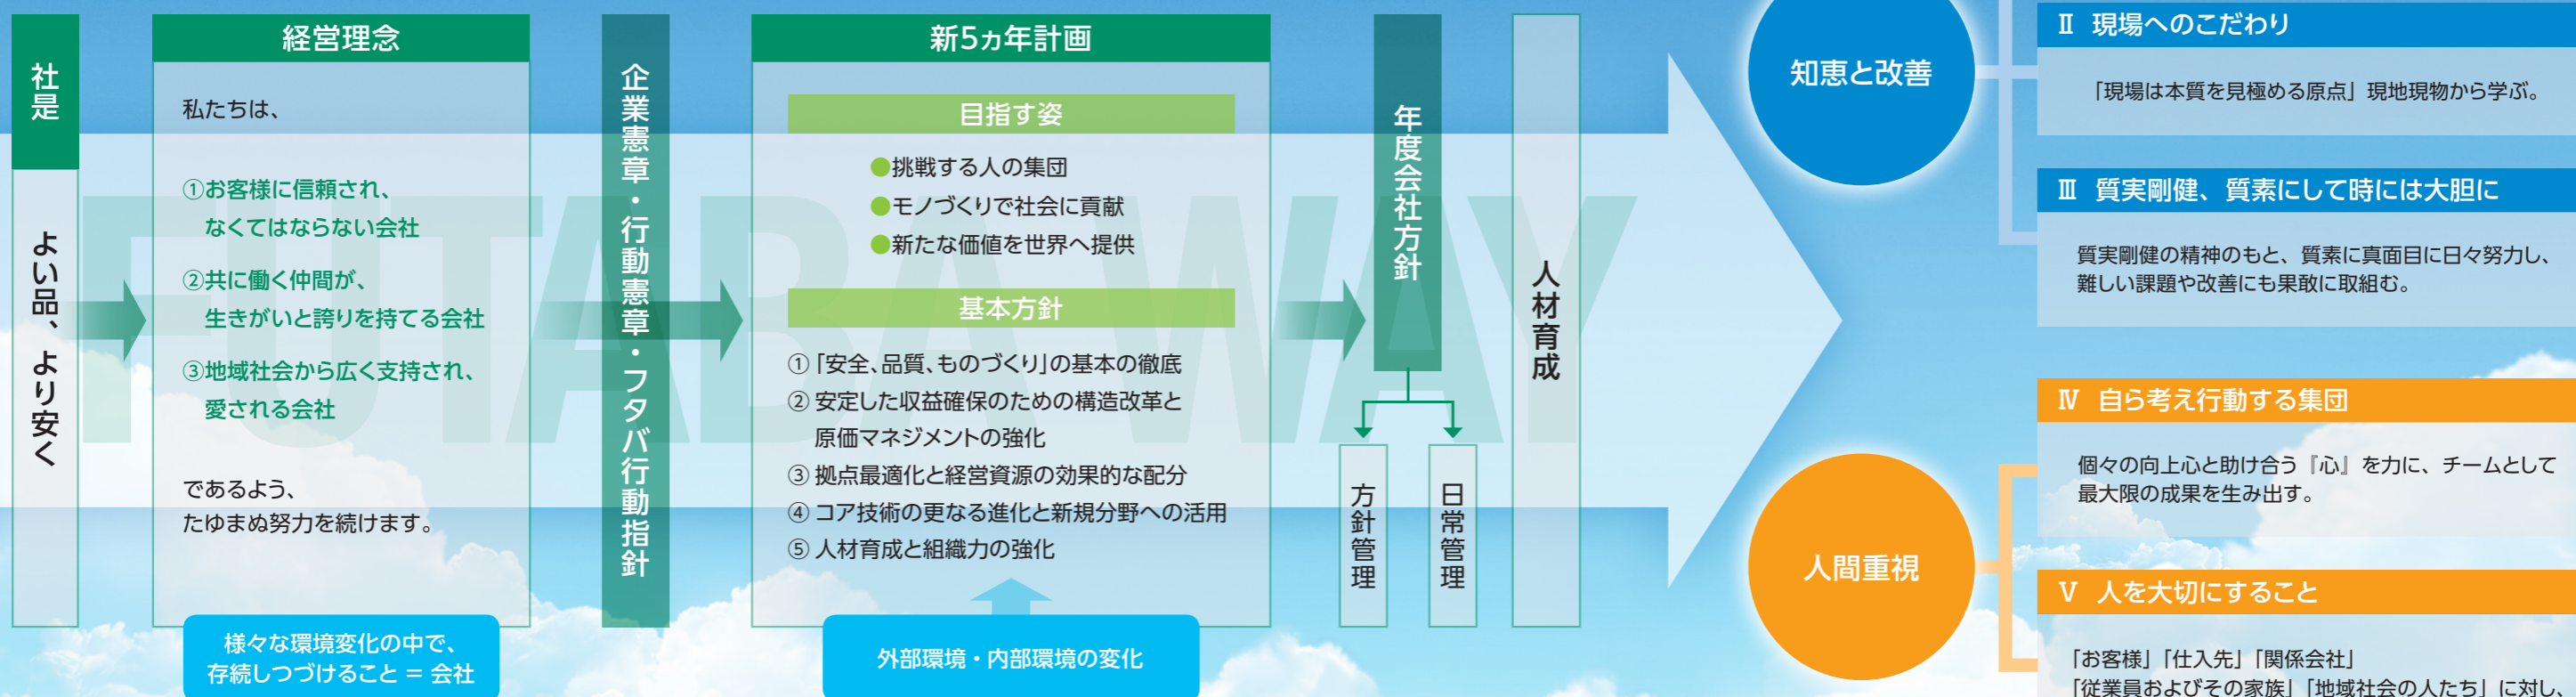 社是
よい品、より安く
経営理念
私たちは、
①お客様に信頼され、
なくてはならない会社
②共に働く仲間が、
生きがいと誇りを持てる会社
③地域社会から広く支持され、
愛される会社
であるよう、
たゆまぬ努力を続けます。
様々な環境変化の中で、
存続しつづけること = 会社
企業憲章・行動憲章・フタバ行動指針
新5ヵ年計画
目指す姿
●挑戦する人の集団
●モノづくりで社会に貢献
●新たな価値を世界へ提供
基本方針
①「安全、品質、ものづくり」の基本の徹底
② 安定した収益確保のための構造改革と
原価マネジメントの強化
③ 拠点最適化と経営資源の効果的な配分
④ コア技術の更なる進化と新規分野への活用
⑤ 人材育成と組織力の強化
外部環境・内部環境の変化
年度会社方針
方針管理
日常管理
人材育成
FUTABA WAY
知恵と改善
Ⅱ 現場へのこだわり
「現場は本質を見極める原点」現地現物から学ぶ。
Ⅲ 質実剛健、質素にして時には大胆に
質実剛健の精神のもと、質素に真面目に日々努力し、
難しい課題や改善にも果敢に取組む。
人間重視
Ⅳ 自ら考え行動する集団
個々の向上心と助け合う『心』を力に、チームとして
最大限の成果を生み出す。
Ⅴ 人を大切にすること
「お客様」「仕入先」「関係会社」
「従業員およびその家族」「地域社会の人たち」に対し、